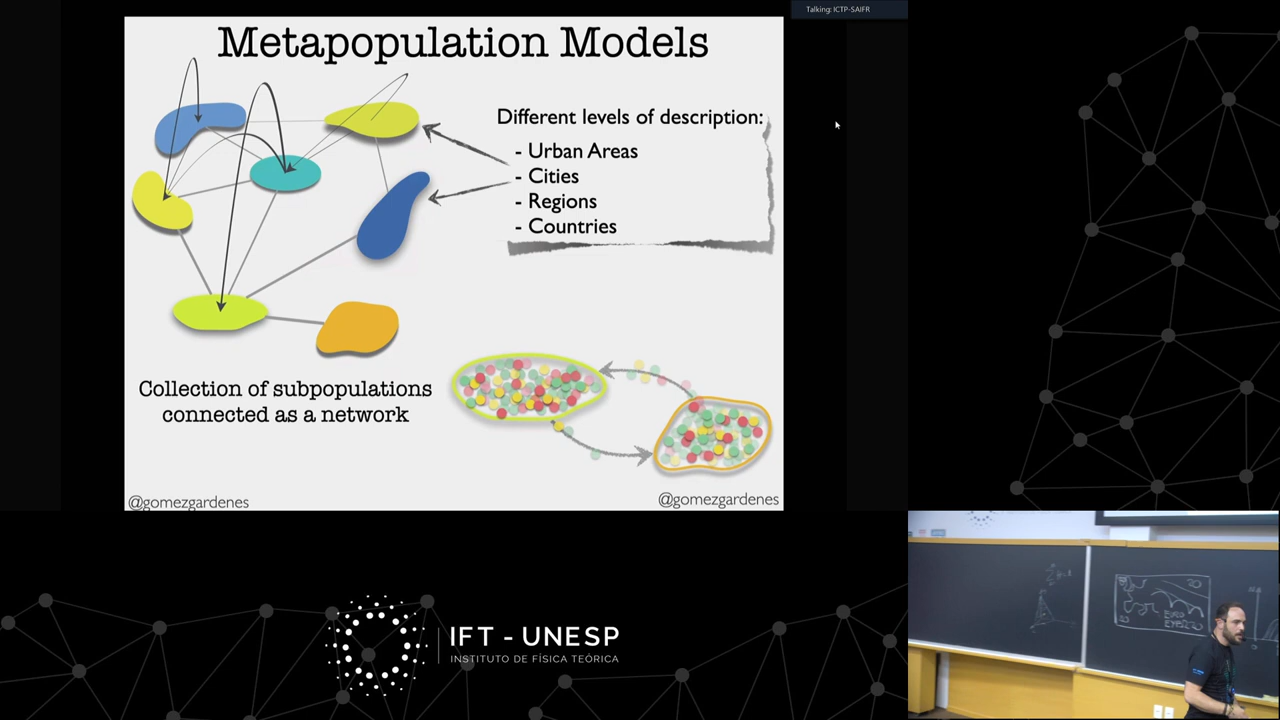 Talking: ICTP-SAIFR
Metapopulation Models
Different levels of description:
- Urban Areas
- Cities
- Regions
- Countries
Collection of subpopulations
connected as a network
@gomezgardenes
@gomezgardenes
IFT - UNESP
INSTITUTO DE FÍSICA TEÓRICA